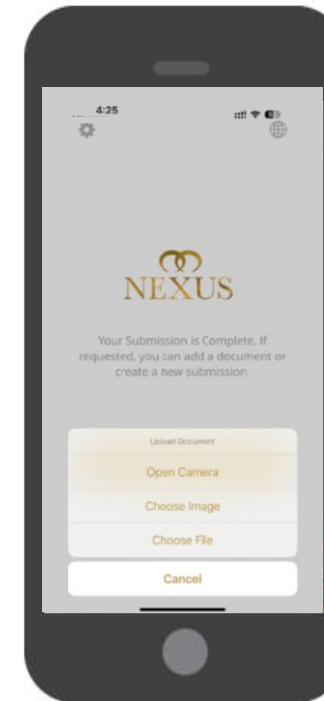 4:25
NEXUS
Your Submission is Complete. If
requested, you can add a document or
create a new submission.
Upload Document
Open Camera
Choose Image
Choose File
Cancel